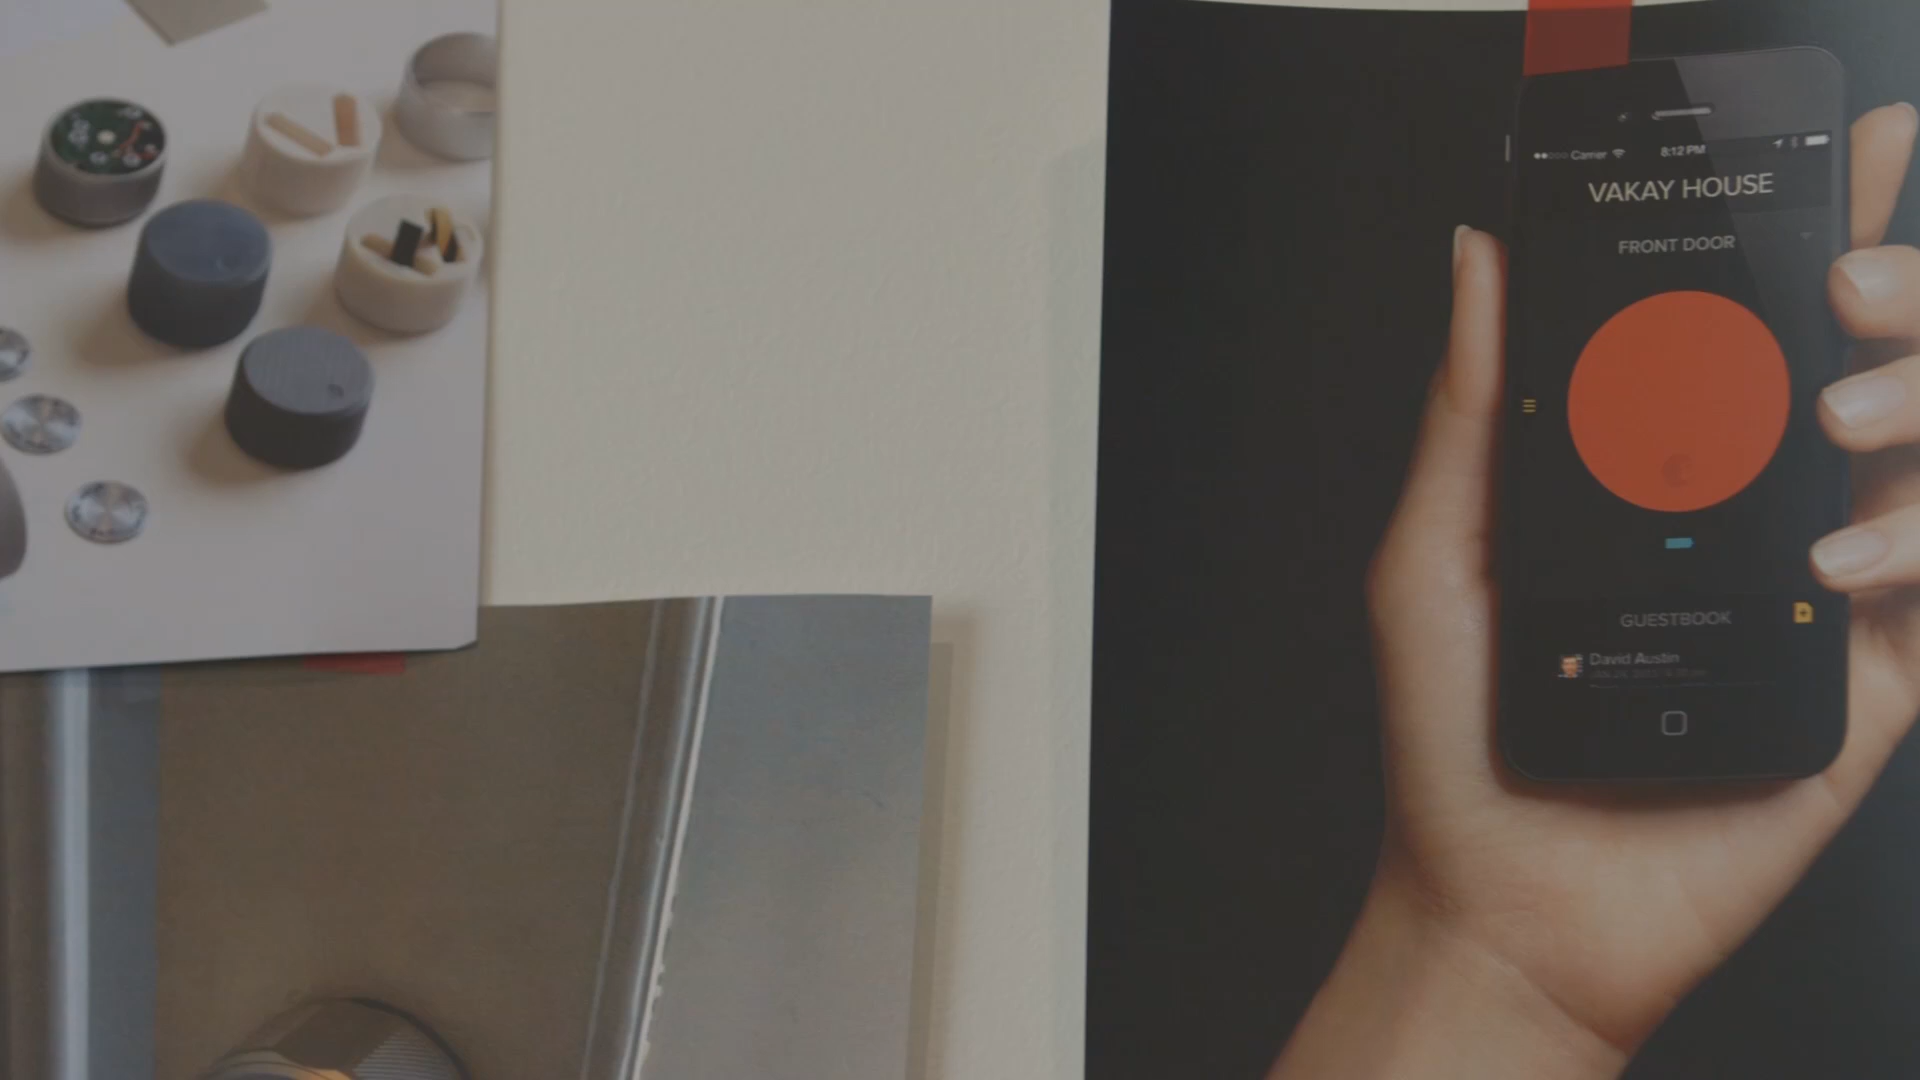 Carrier
8:12 PM
VAKAY HOUSE
FRONT DOOR
GUESTBOOK
David Austin